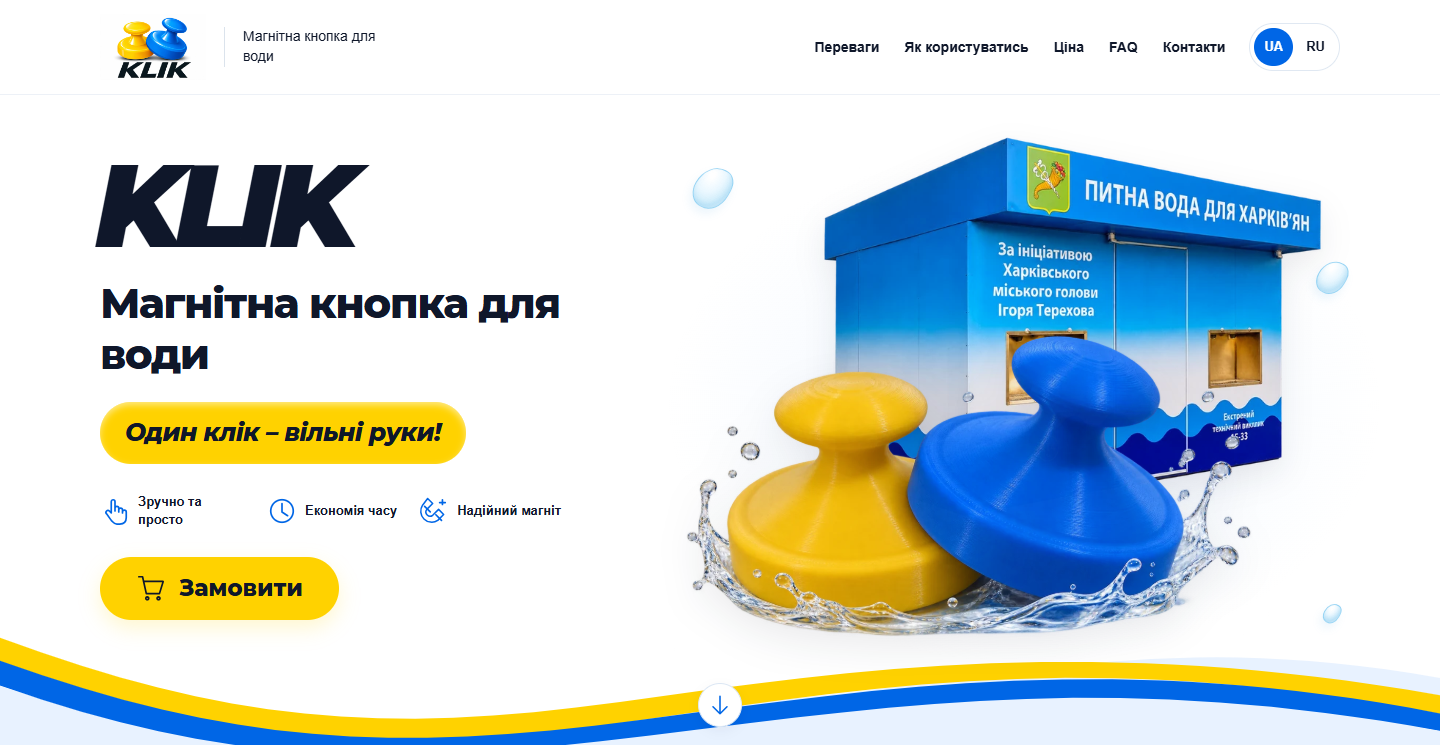 KLIK
Магнітна кнопка для
води
Переваги
Як користуватись
Ціна
FAQ
Контакти
UA
RU
KLIK
Магнітна кнопка для
води
Один клік – вільні руки!
Зручно та
просто
Економія часу
Надійний магніт
Замовити
ПИТНА ВОДА ДЛЯ ХАРКІВ'ЯН
За ініціативою
Харківського
міського голови
Ігоря Терехова
Екстрений
технічний виклик